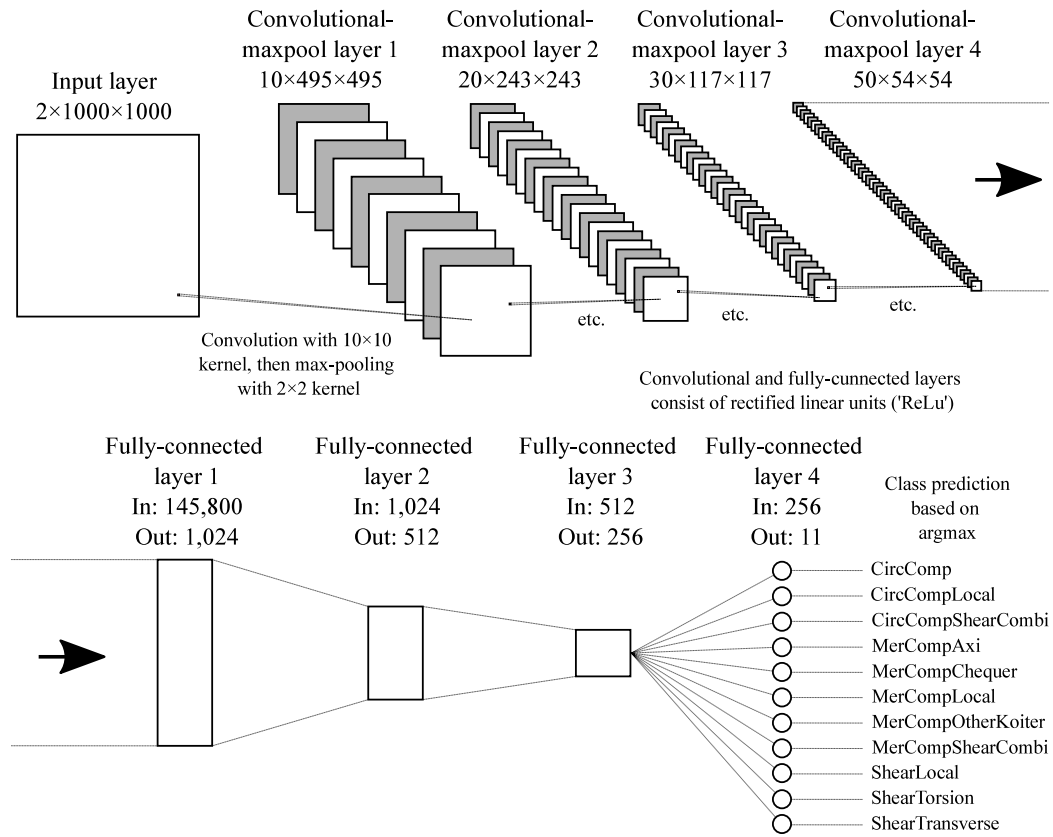 Input layer
2×1000×1000
Convolutional-
maxpool layer 1
10×495×495
Convolutional-
maxpool layer 2
20×243×243
Convolutional-
maxpool layer 3
30×117×117
Convolutional-
maxpool layer 4
50×54×54
Convolution with 10×10
kernel, then max-pooling
with 2×2 kernel
etc.
etc.
etc.
Convolutional and fully-cunnected layers
consist of rectified linear units ('ReLu')
Fully-connected
layer 1
In: 145,800
Out: 1,024
Fully-connected
layer 2
In: 1,024
Out: 512
Fully-connected
layer 3
In: 512
Out: 256
Fully-connected
layer 4
In: 256
Out: 11
Class prediction
based on
argmax
CircComp
CircCompLocal
CircCompShearCombi
MerCompAxi
MerCompChequer
MerCompLocal
MerCompOtherKoiter
MerCompShearCombi
ShearLocal
ShearTorsion
ShearTransverse